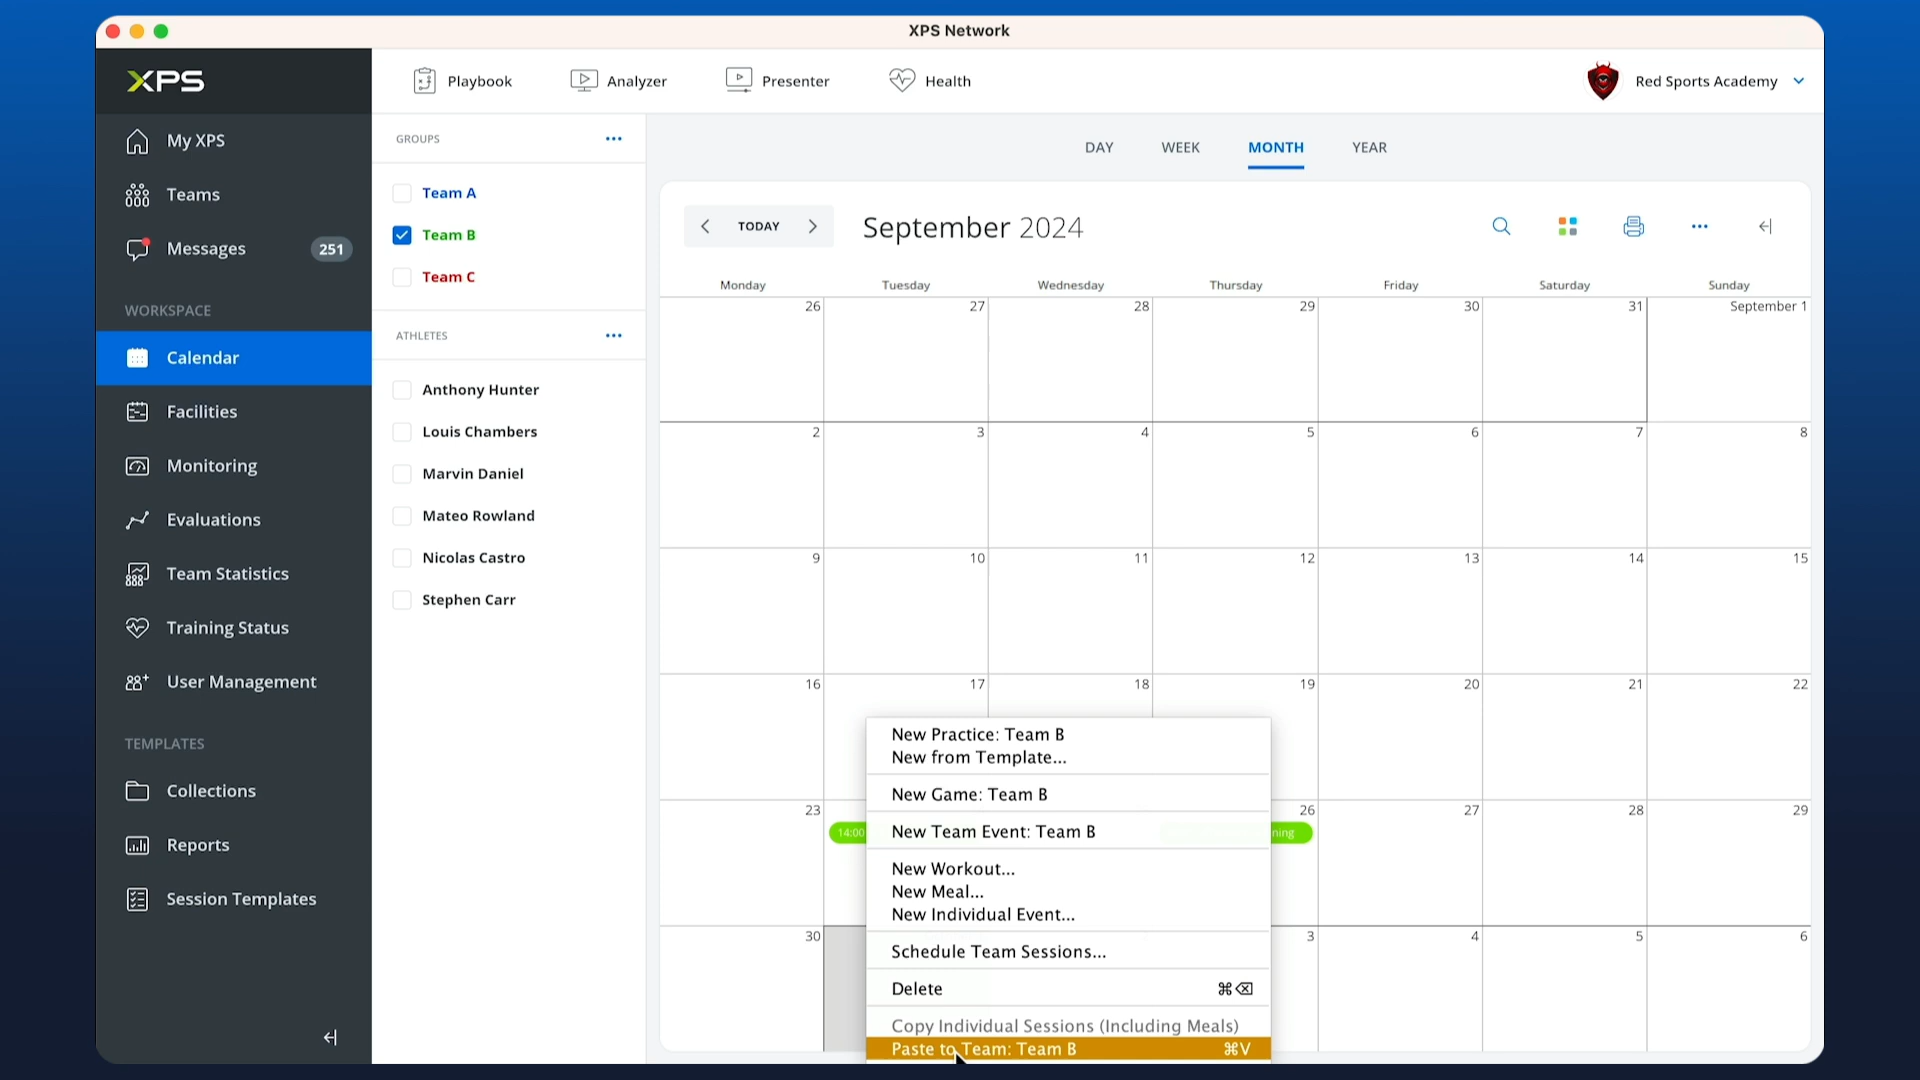 XPS Network
XPS
Playbook
Analyzer
Presenter
Health
Red Sports Academy
My XPS
Teams
Messages 251
WORKSPACE
Calendar
Facilities
Monitoring
Evaluations
Team Statistics
Training Status
User Management
TEMPLATES
Collections
Reports
Session Templates
GROUPS
Team A
Team B
Team C
ATHLETES
Anthony Hunter
Louis Chambers
Marvin Daniel
Mateo Rowland
Nicolas Castro
Stephen Carr
DAY WEEK MONTH YEAR
TODAY
September 2024
Monday Tuesday Wednesday Thursday Friday Saturday Sunday
26 27 28 29 30 31 September 1
2 3 4 5 6 7 8
9 10 11 12 13 14 15
16 17 18 19 20 21 22
23 26 27 28 29
14:00 ning
30 3 4 5 6
New Practice: Team B
New from Template...
New Game: Team B
New Team Event: Team B
New Workout...
New Meal...
New Individual Event...
Schedule Team Sessions...
Delete ⌘⌫
Copy Individual Sessions (Including Meals)
Paste to Team: Team B ⌘V